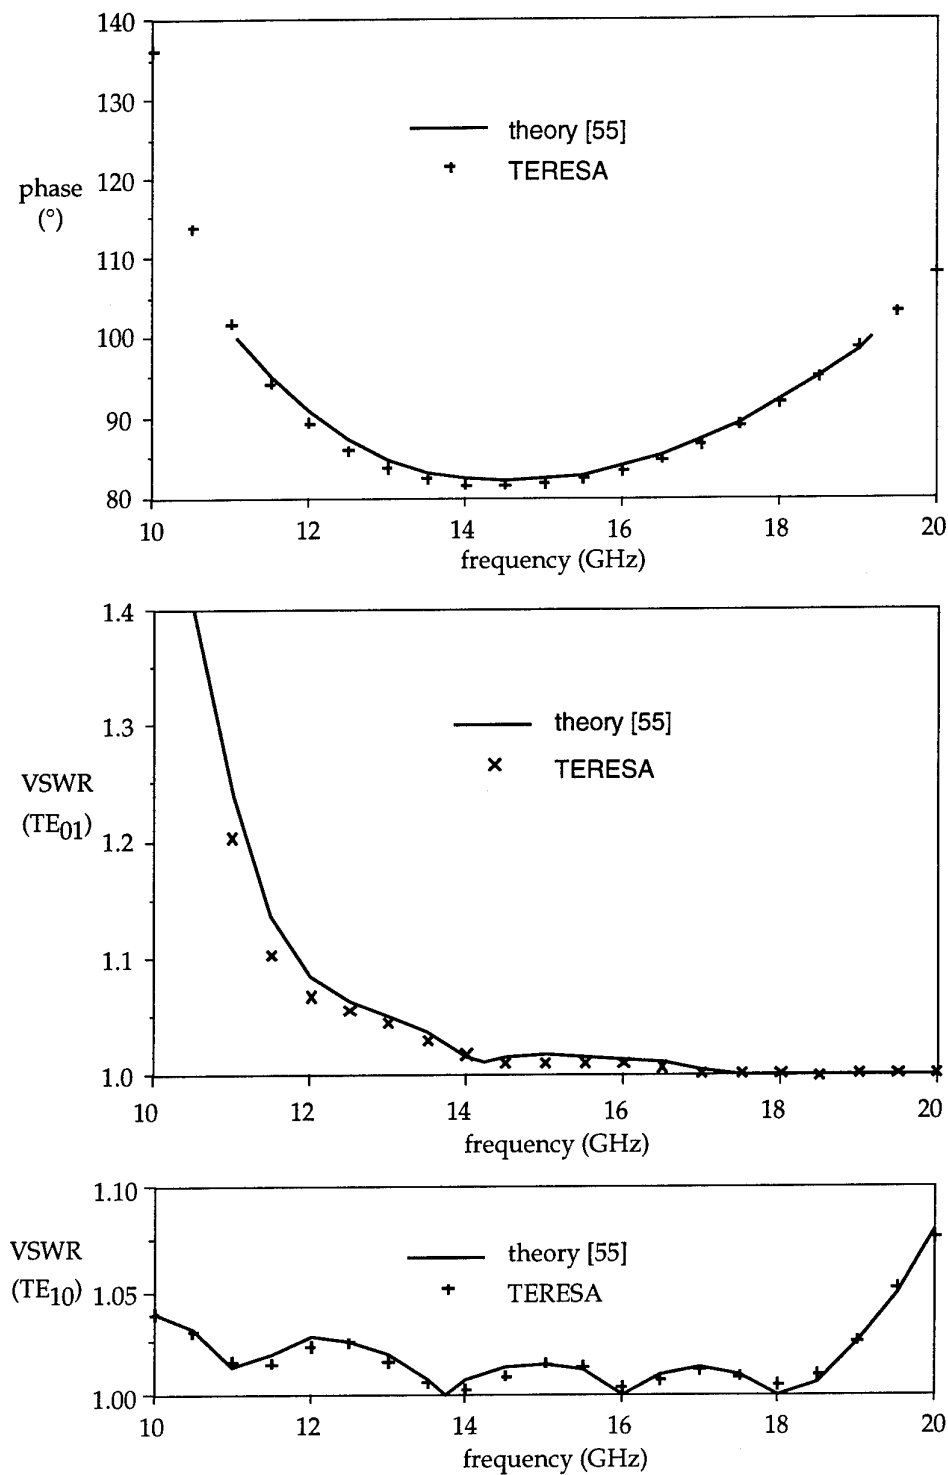 140
130
120
110
100
90
80
phase
(°)
theory [55]
TERESA
10
12
14
16
18
20
frequency (GHz)
1.4
1.3
1.2
1.1
1.0
VSWR
(TE01)
theory [55]
TERESA
10
12
14
16
18
20
frequency (GHz)
1.10
1.05
1.00
VSWR
(TE10)
theory [55]
TERESA
10
12
14
16
18
20
frequency (GHz)